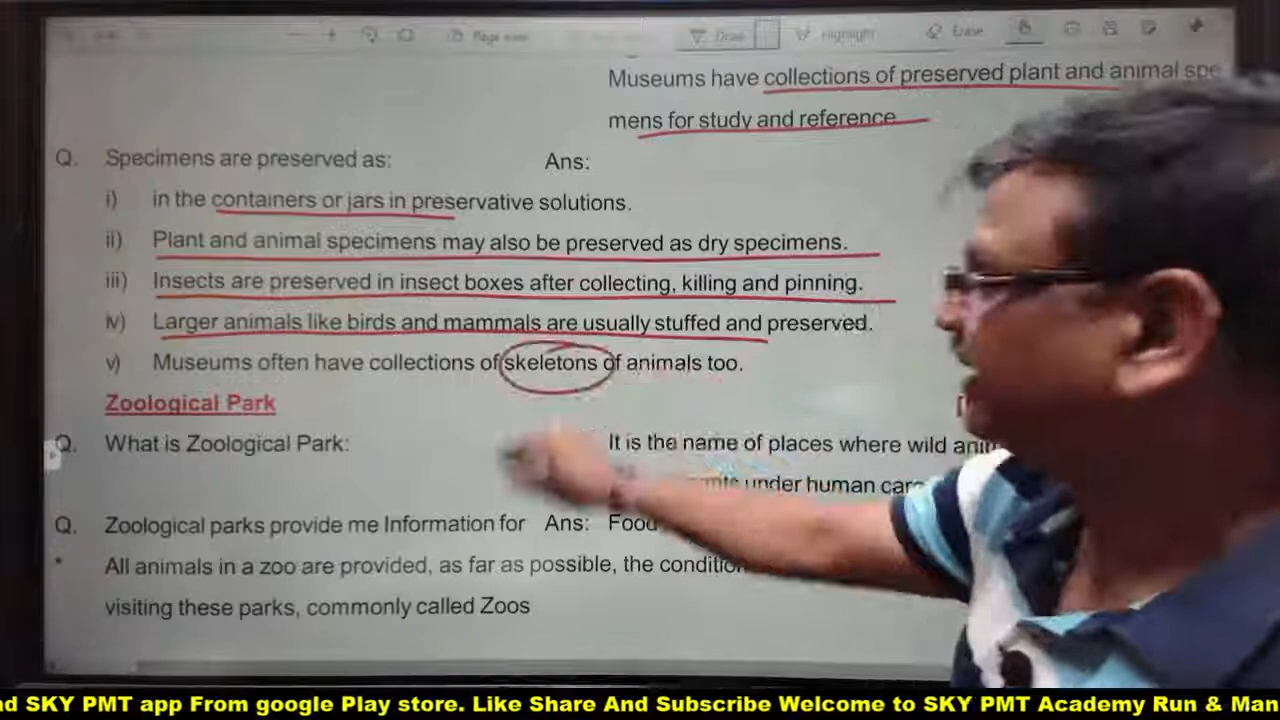 Draw Highlight Erase
Museums have collections of preserved plant and animal spe
mens for study and reference
Q. Specimens are preserved as: Ans:
i) in the containers or jars in preservative solutions.
ii) Plant and animal specimens may also be preserved as dry specimens.
iii) Insects are preserved in insect boxes after collecting, killing and pinning.
iv) Larger animals like birds and mammals are usually stuffed and preserved.
v) Museums often have collections of skeletons of animals too.
Zoological Park
Q. What is Zoological Park: It is the name of places where wild
under human
Q. Zoological parks provide me Information for Ans: Food
* All animals in a zoo are provided, as far as possible, the
visiting these parks, commonly called Zoos
ad SKY PMT app From google Play store. Like Share And Subscribe Welcome to SKY PMT Academy Run & Man